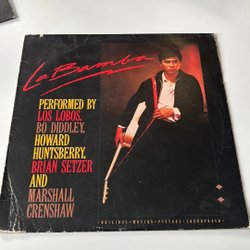 La Bamba
PERFORMED BY
LOS LOBOS,
BO DIDDLEY,
HOWARD
HUNTSBERRY,
BRIAN SETZER
AND
MARSHALL
CRENSHAW
·ORIGINAL·MOTION·PICTURE·SOUNDTRACK·